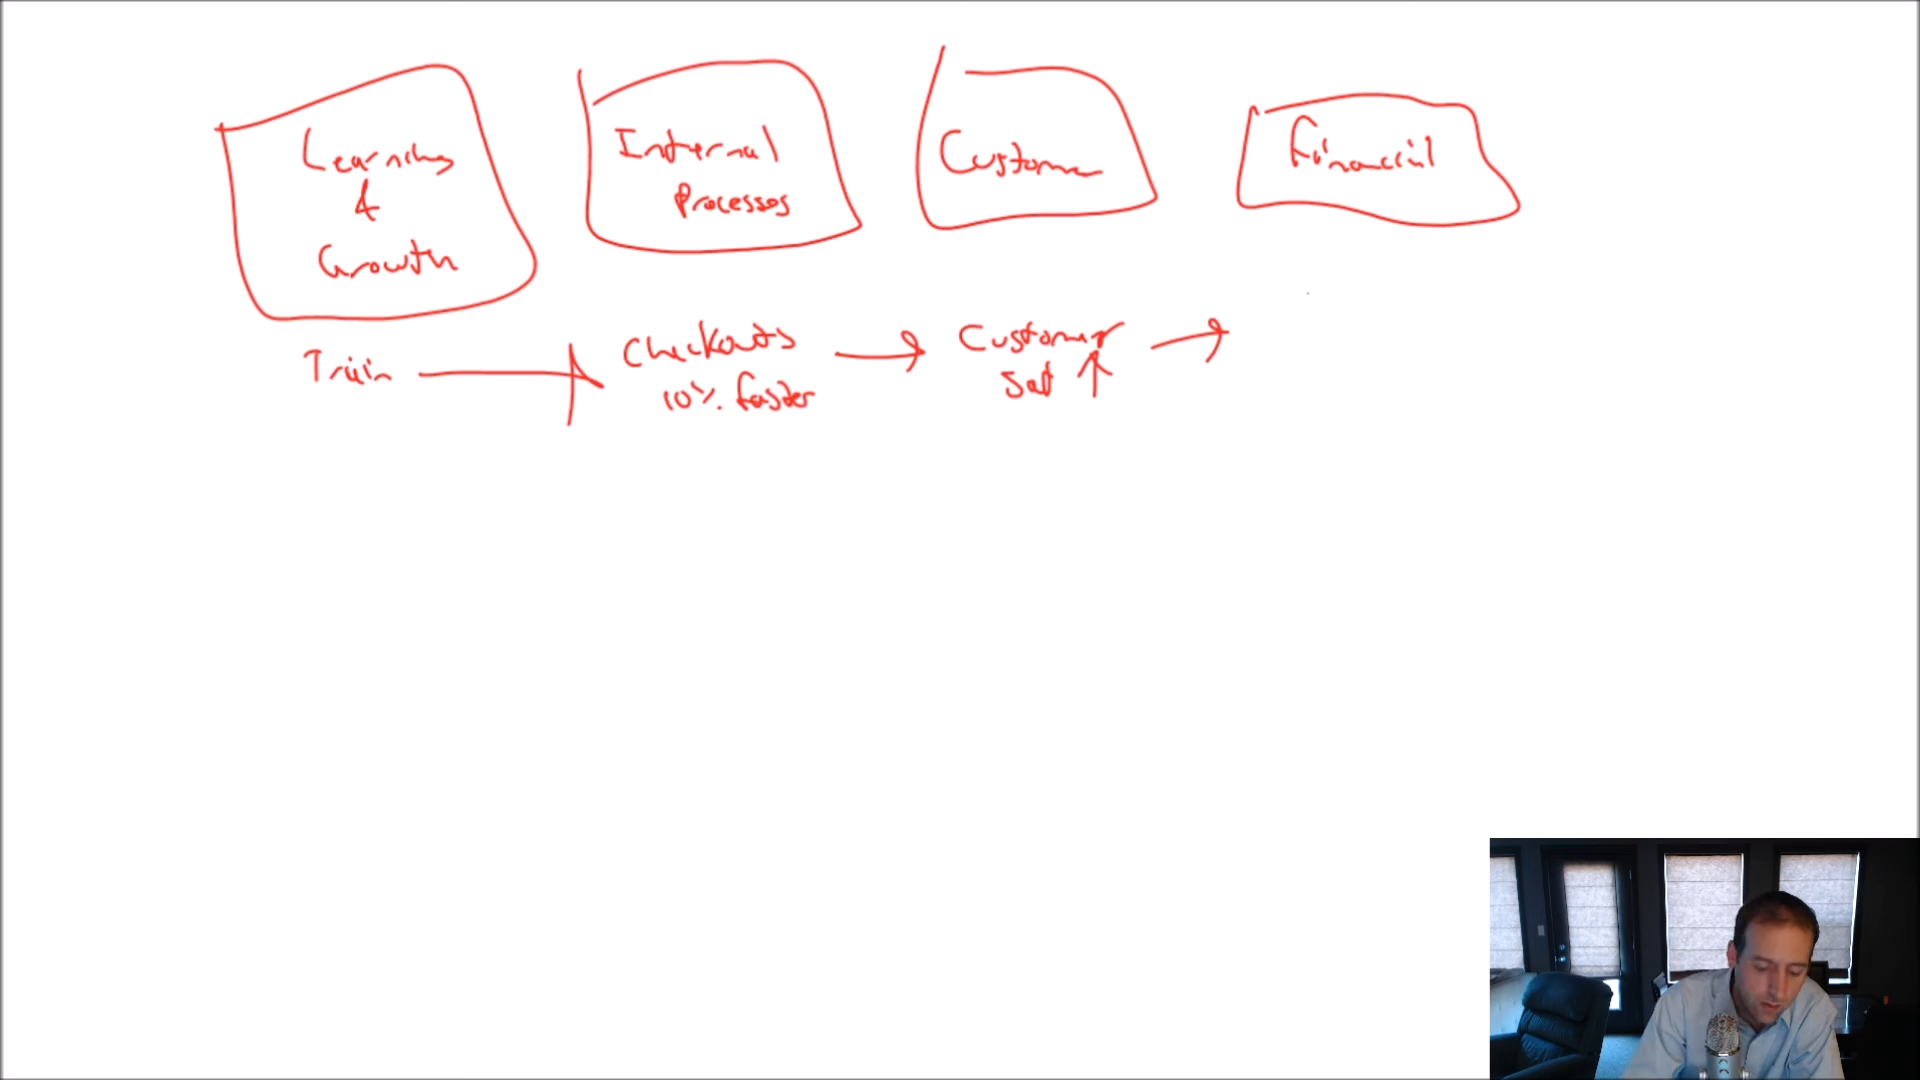 Learning
&
Growth
Internal
Processes
Customer
Financial
Train
Checkouts
10% faster
Customer
Sat ↑